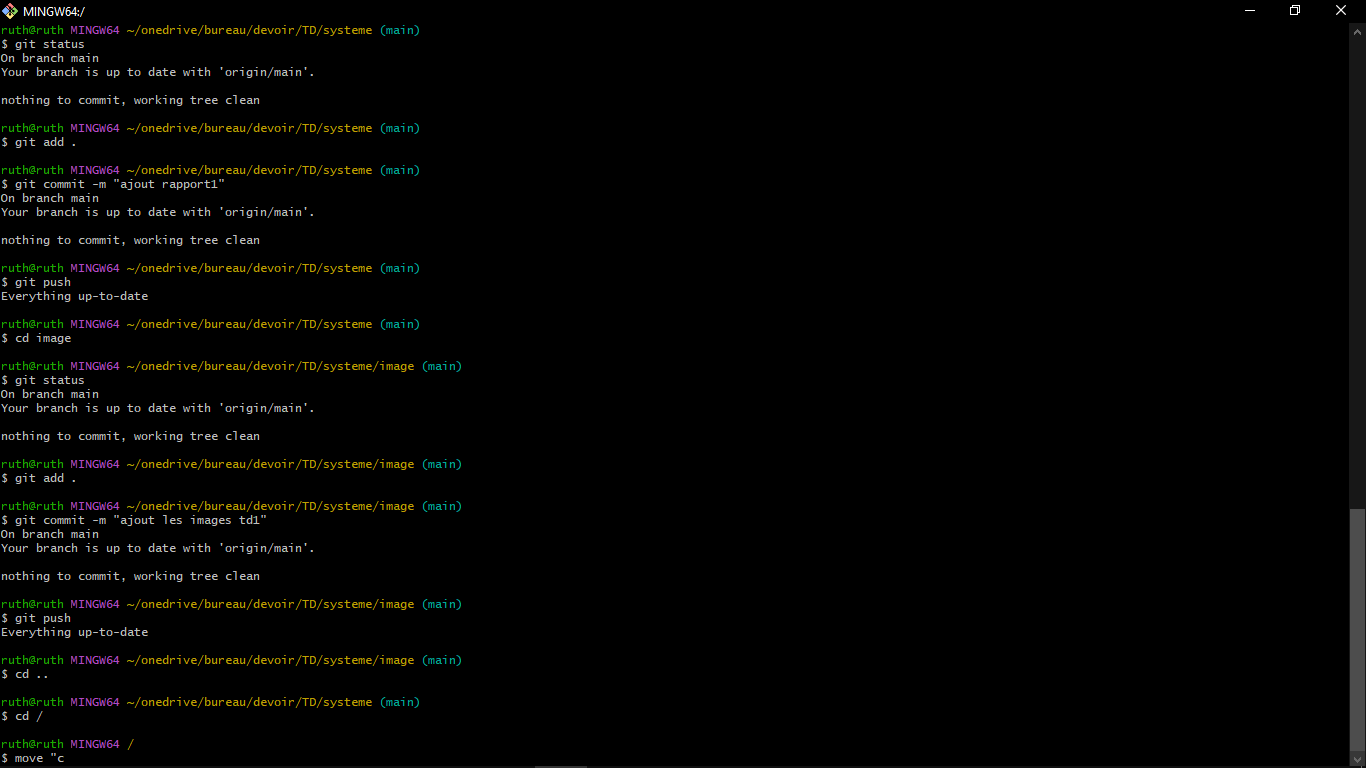 MINGW64:/
ruth@ruth MINGW64 ~/onedrive/bureau/devoir/TD/systeme (main)
$ git status
On branch main
Your branch is up to date with 'origin/main'.
nothing to commit, working tree clean
ruth@ruth MINGW64 ~/onedrive/bureau/devoir/TD/systeme (main)
$ git add .
ruth@ruth MINGW64 ~/onedrive/bureau/devoir/TD/systeme (main)
$ git commit -m "ajout rapport1"
On branch main
Your branch is up to date with 'origin/main'.
nothing to commit, working tree clean
ruth@ruth MINGW64 ~/onedrive/bureau/devoir/TD/systeme (main)
$ git push
Everything up-to-date
ruth@ruth MINGW64 ~/onedrive/bureau/devoir/TD/systeme (main)
$ cd image
ruth@ruth MINGW64 ~/onedrive/bureau/devoir/TD/systeme/image (main)
$ git status
On branch main
Your branch is up to date with 'origin/main'.
nothing to commit, working tree clean
ruth@ruth MINGW64 ~/onedrive/bureau/devoir/TD/systeme/image (main)
$ git add .
ruth@ruth MINGW64 ~/onedrive/bureau/devoir/TD/systeme/image (main)
$ git commit -m "ajout les images td1"
On branch main
Your branch is up to date with 'origin/main'.
nothing to commit, working tree clean
ruth@ruth MINGW64 ~/onedrive/bureau/devoir/TD/systeme/image (main)
$ git push
Everything up-to-date
ruth@ruth MINGW64 ~/onedrive/bureau/devoir/TD/systeme/image (main)
$ cd ..
ruth@ruth MINGW64 ~/onedrive/bureau/devoir/TD/systeme (main)
$ cd /
ruth@ruth MINGW64 /
$ move "c